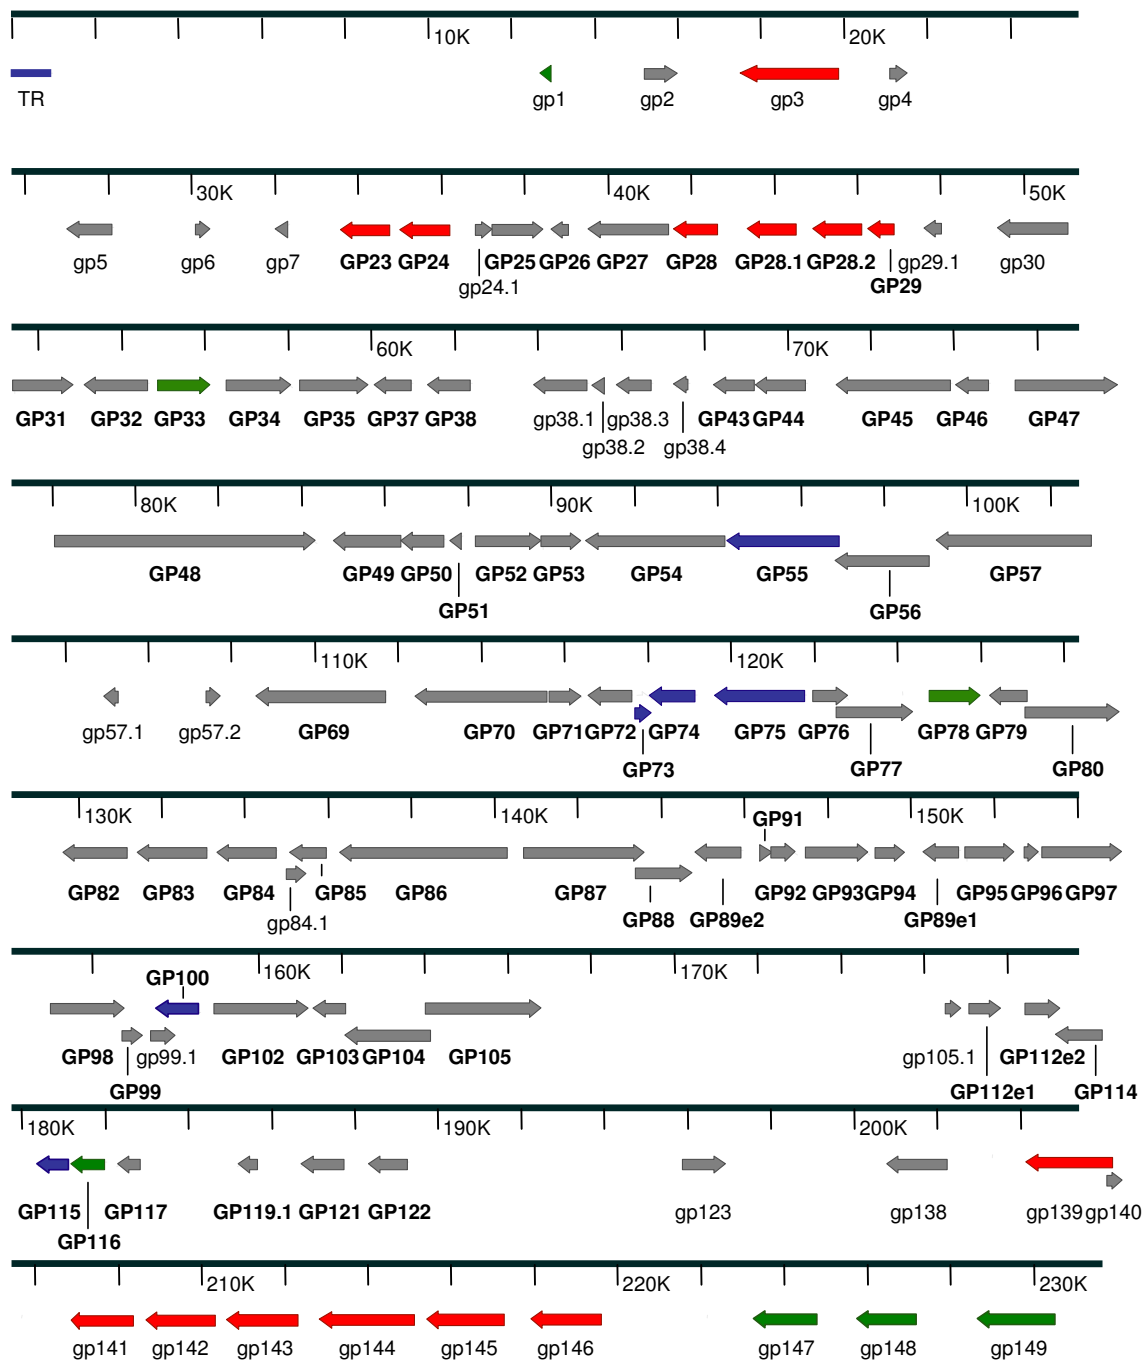 10K 20K
TR gp1 gp2 gp3 gp4
30K 40K 50K
gp5 gp6 gp7 GP23 GP24 GP25 GP26 GP27 GP28 GP28.1 GP28.2 gp29.1 gp30
gp24.1 GP29
60K 70K
GP31 GP32 GP33 GP34 GP35 GP37 GP38 gp38.1 gp38.3 GP43 GP44 GP45 GP46 GP47
gp38.2 gp38.4
80K 90K 100K
GP48 GP49 GP50 GP52 GP53 GP54 GP55 GP57
GP51 GP56
110K 120K
gp57.1 gp57.2 GP69 GP70 GP71 GP72 GP74 GP75 GP76 GP78 GP79
GP73 GP77 GP80
130K 140K 150K
GP91
GP82 GP83 GP84 GP85 GP86 GP87 GP92 GP93 GP94 GP95 GP96 GP97
gp84.1 GP88 GP89e2 GP89e1
160K 170K
GP100
GP98 gp99.1 GP102 GP103 GP104 GP105 gp105.1 GP112e2
GP99 GP112e1 GP114
180K 190K 200K
GP115 GP117 GP119.1 GP121 GP122 gp123 gp138 gp139 gp140
GP116
210K 220K 230K
gp141 gp142 gp143 gp144 gp145 gp146 gp147 gp148 gp149